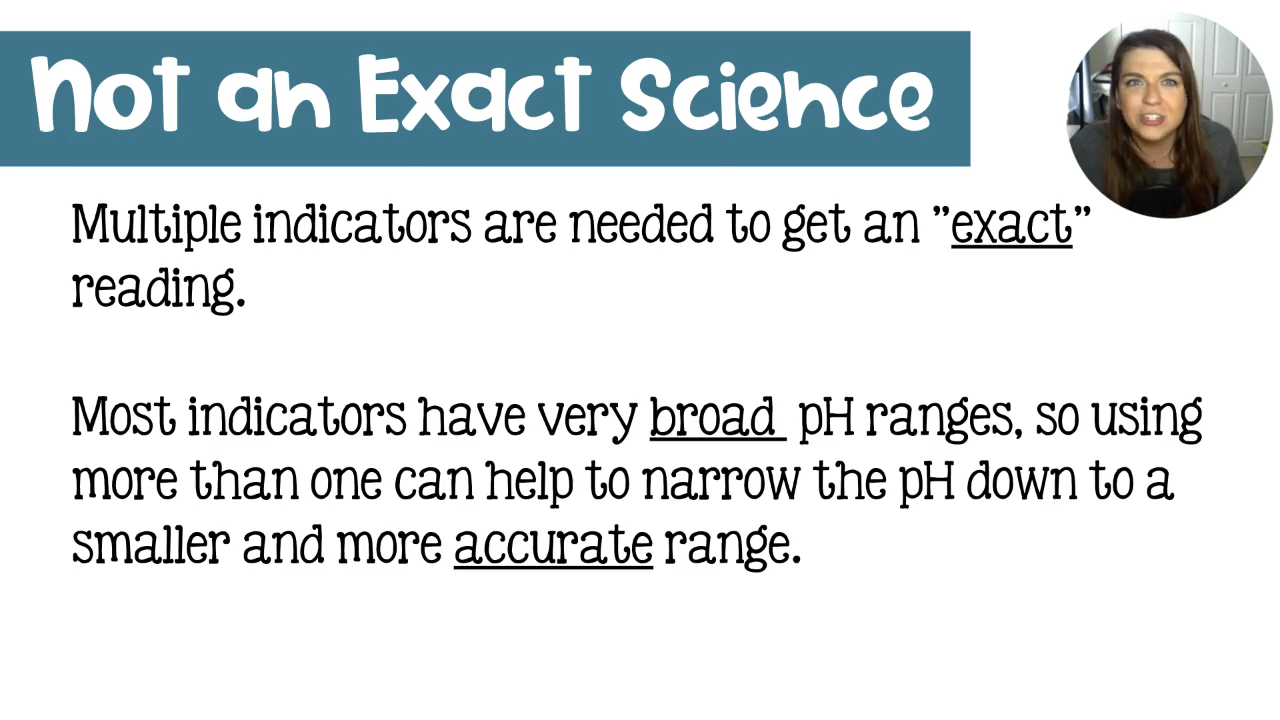 Not an Exact Science
Multiple indicators are needed to get an ”exact”
reading.
Most indicators have very broad pH ranges, so using
more than one can help to narrow the pH down to a
smaller and more accurate range.